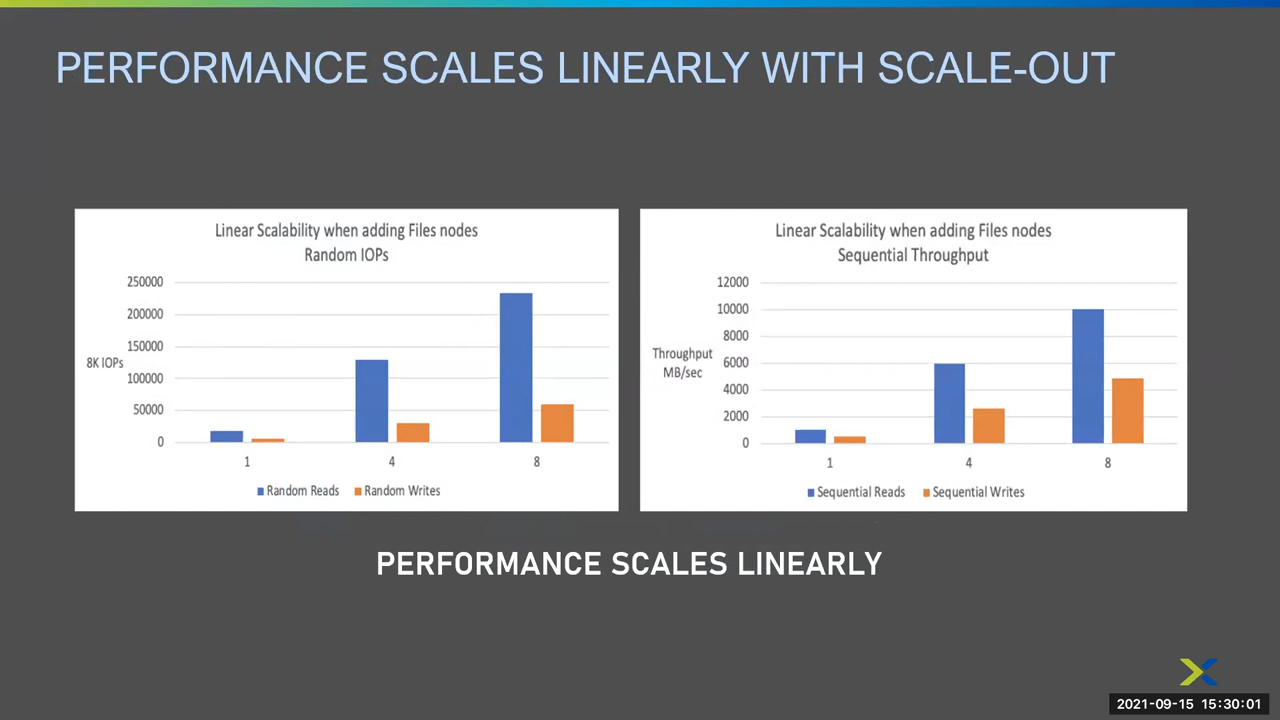 PERFORMANCE SCALES LINEARLY WITH SCALE-OUT
Linear Scalability when adding Files nodes
Random IOPs
250000
200000
150000
100000
50000
0
8K IOPs
1
4
8
Random Reads
Random Writes
Linear Scalability when adding Files nodes
Sequential Throughput
12000
10000
8000
6000
4000
2000
0
Throughput
MB/sec
1
4
8
Sequential Reads
Sequential Writes
PERFORMANCE SCALES LINEARLY
2021-09-15 15:30:01